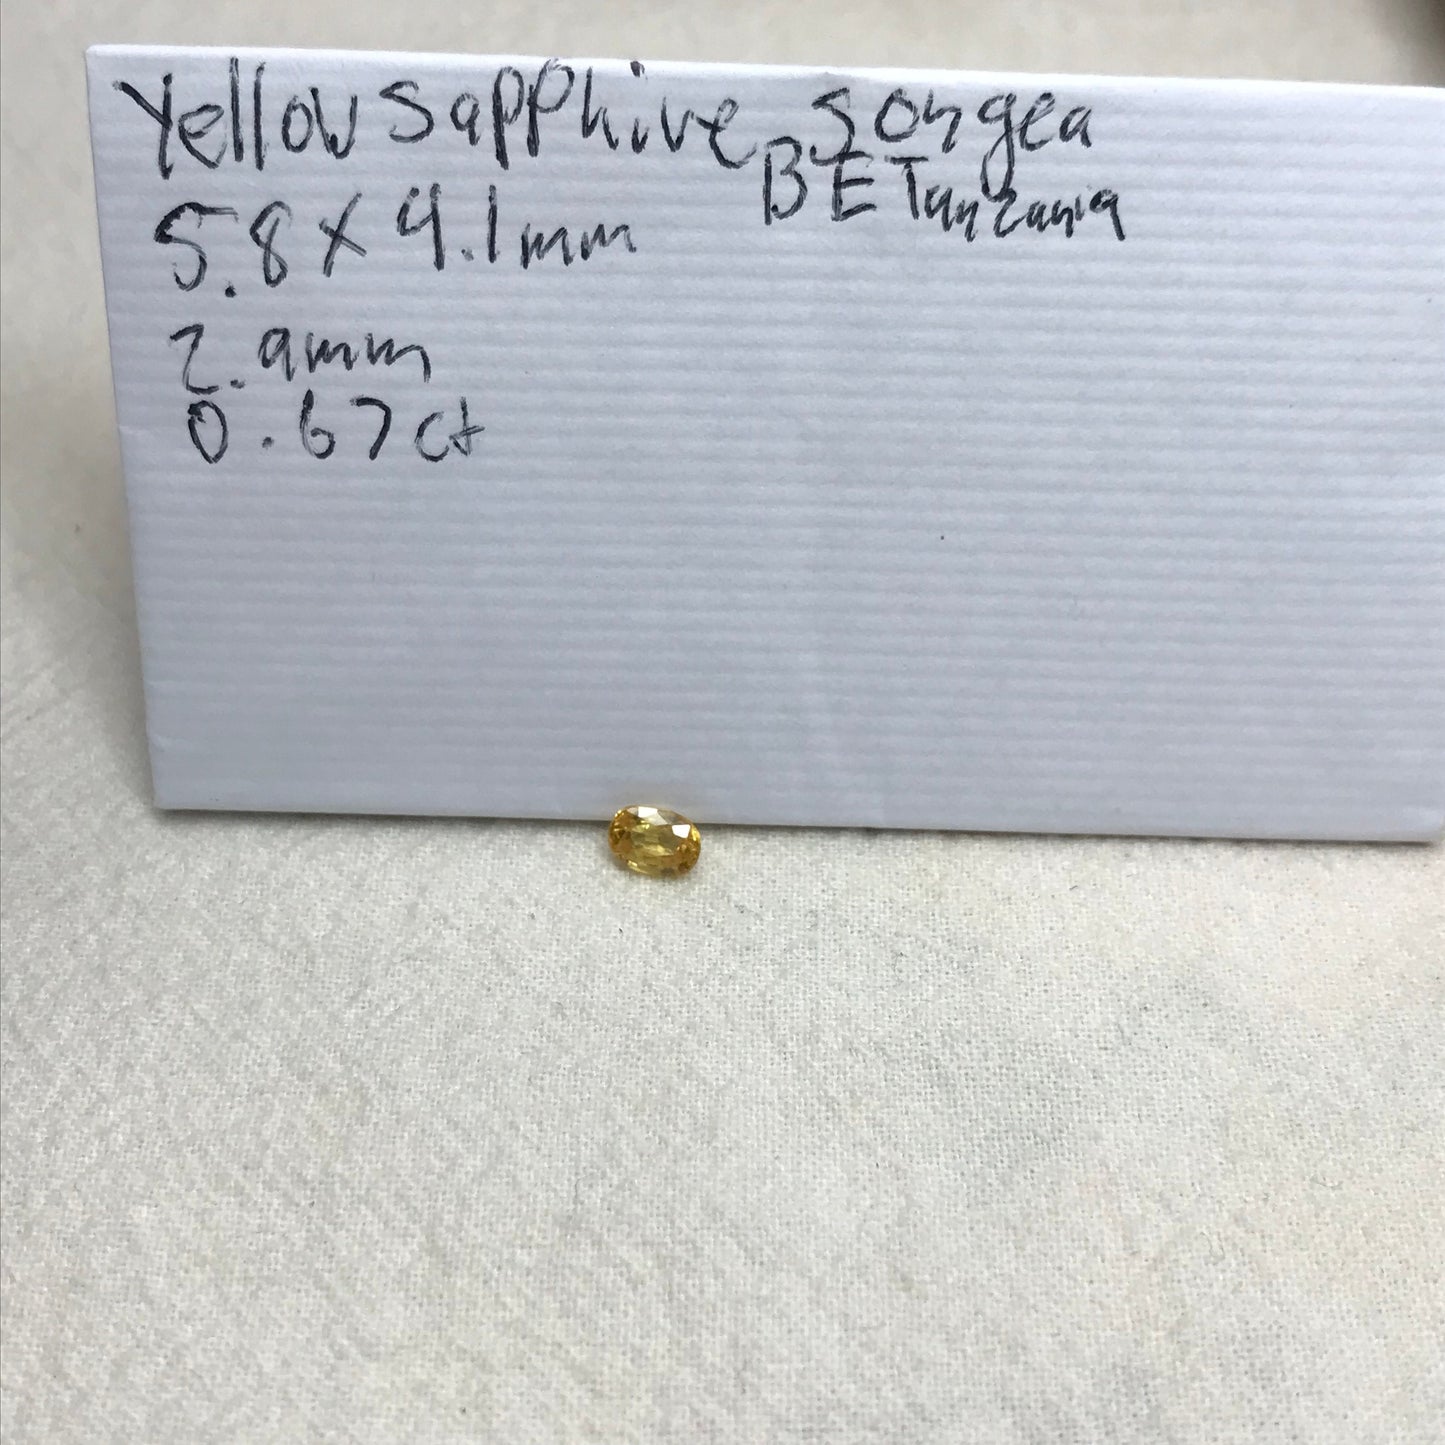 Yellow Sapphire Songea
BE Tanzania
5.8 x 4.1mm
2.9mm
0.67ct